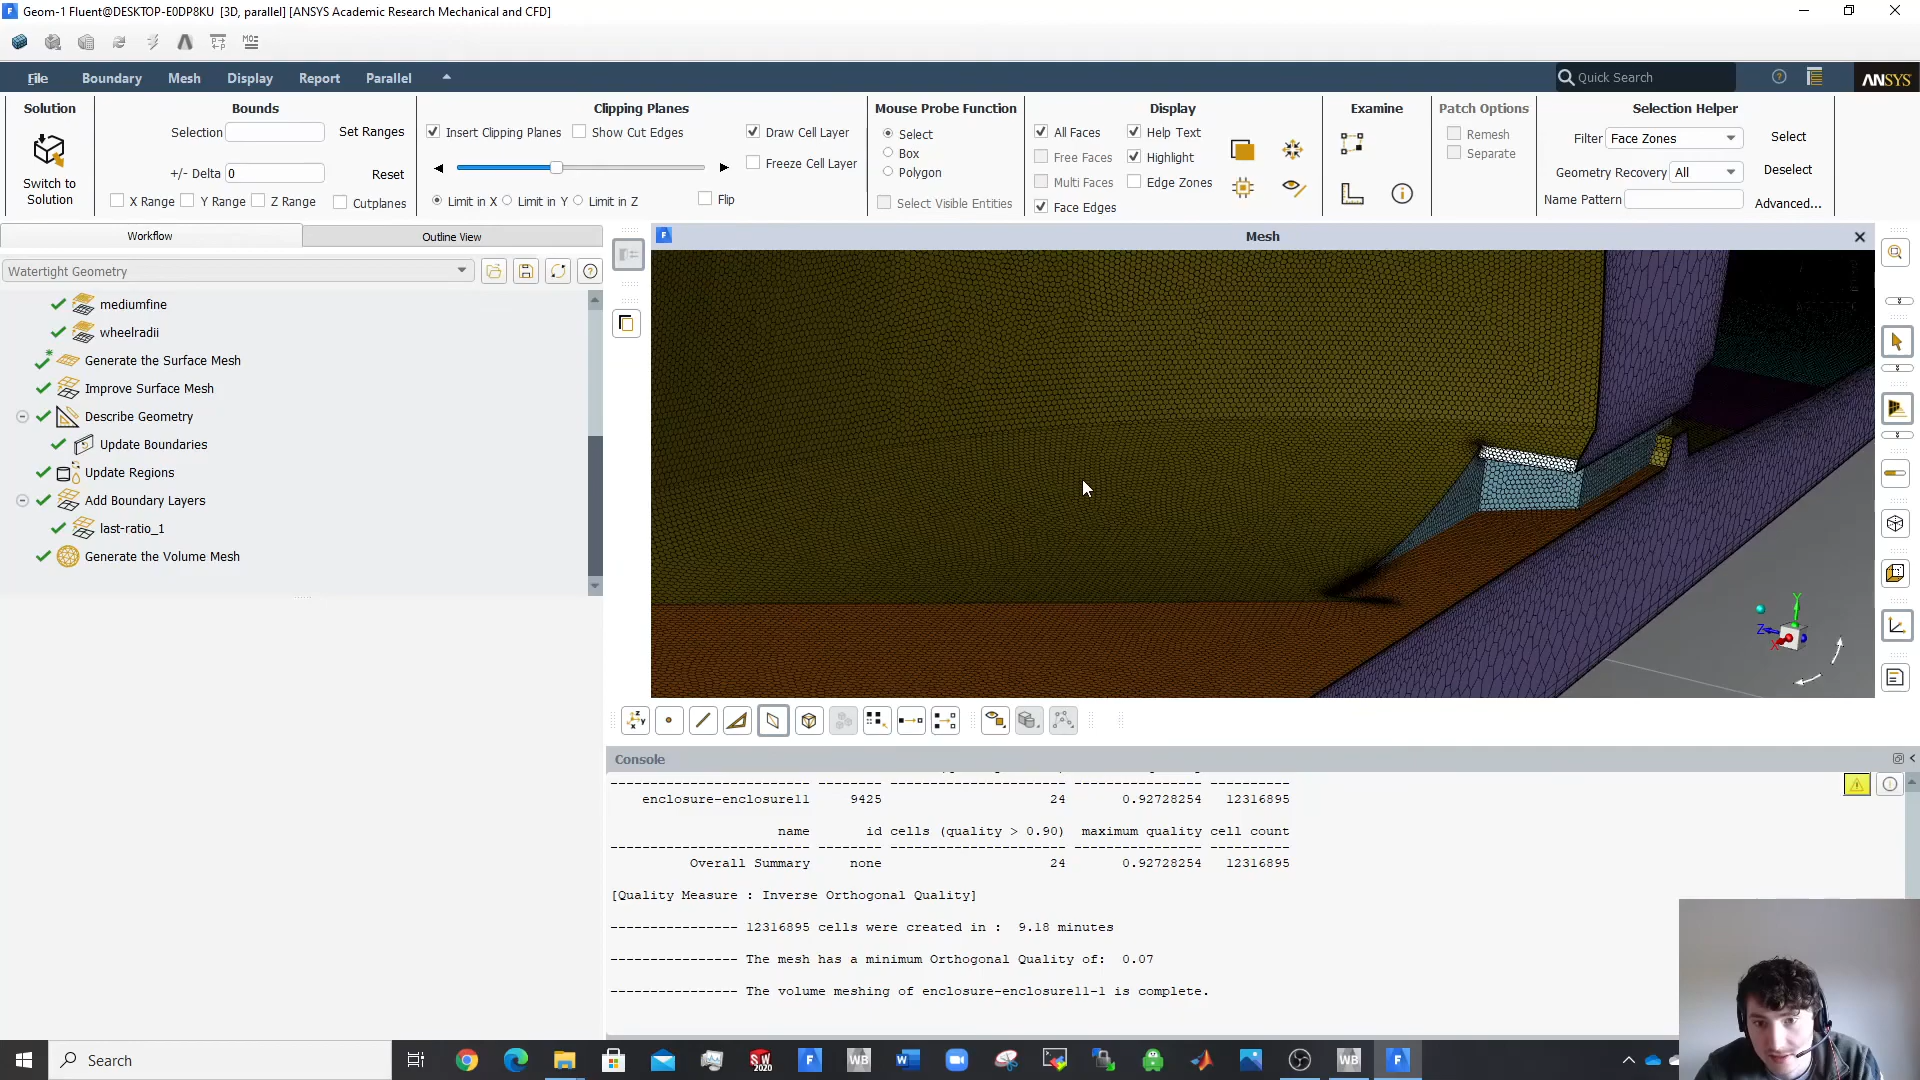 Geom-1 Fluent@DESKTOP-E0DP8KU [3D, parallel] [ANSYS Academic Research Mechanical and CFD]
File Boundary Mesh Display Report Parallel
Quick Search
ANSYS
Solution
Switch to
Solution
Bounds
Selection
Set Ranges
+/- Delta 0
Reset
X Range Y Range Z Range Cutplanes
Clipping Planes
Insert Clipping Planes Show Cut Edges Draw Cell Layer
Freeze Cell Layer
Limit in X Limit in Y Limit in Z Flip
Mouse Probe Function
Select
Box
Polygon
Select Visible Entities
Display
All Faces Help Text
Free Faces Highlight
Multi Faces Edge Zones
Face Edges
Examine
Patch Options
Remesh
Separate
Selection Helper
Filter Face Zones Select
Geometry Recovery All Deselect
Name Pattern Advanced...
Workflow Outline View
Watertight Geometry
mediumfine
wheelradii
Generate the Surface Mesh
Improve Surface Mesh
Describe Geometry
Update Boundaries
Update Regions
Add Boundary Layers
last-ratio_1
Generate the Volume Mesh
Mesh
Y
Z
X
Console
---------------------- -------- ---------------------- ---------------- ----------
enclosure-enclosure11 9425 24 0.92728254 12316895
name id cells (quality > 0.90) maximum quality cell count
---------------------- -------- ---------------------- ---------------- ----------
Overall Summary none 24 0.92728254 12316895
[Quality Measure : Inverse Orthogonal Quality]
---------------- 12316895 cells were created in : 9.18 minutes
---------------- The mesh has a minimum Orthogonal Quality of: 0.07
---------------- The volume meshing of enclosure-enclosure11-1 is complete.
Search